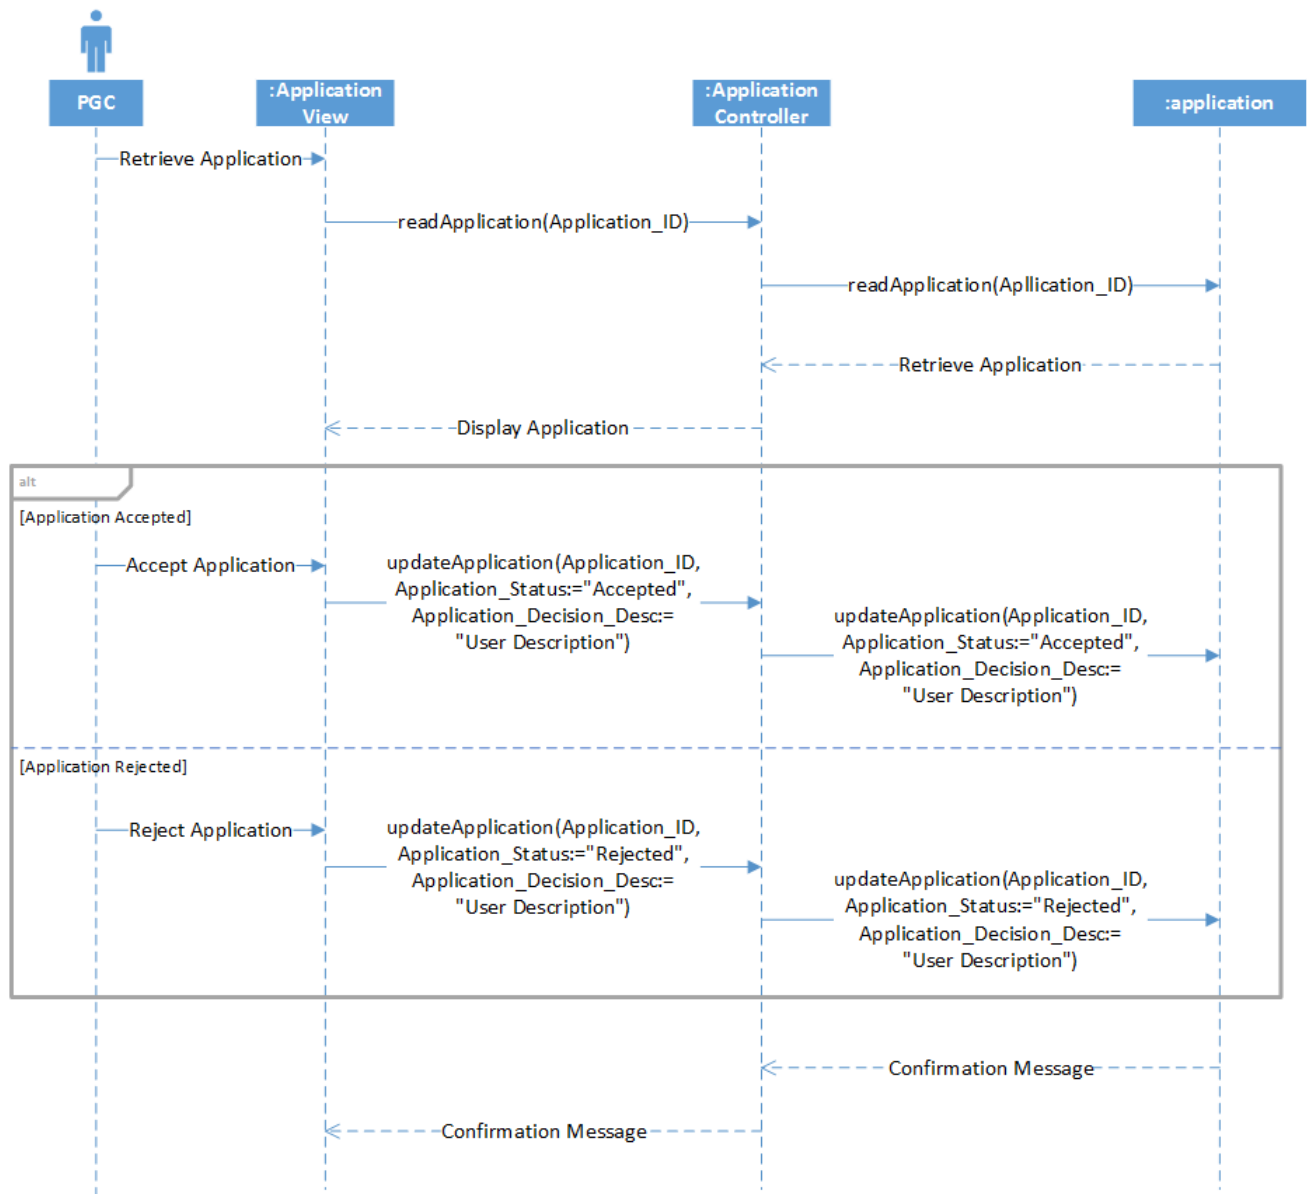 PGC
:Application
View
:Application
Controller
:application
Retrieve Application
readApplication(Application_ID)
readApplication(Apllication_ID)
Retrieve Application
Display Application
alt
[Application Accepted]
Accept Application
updateApplication(Application_ID,
Application_Status:="Accepted",
Application_Decision_Desc:=
"User Description")
updateApplication(Application_ID,
Application_Status:="Accepted",
Application_Decision_Desc:=
"User Description")
[Application Rejected]
Reject Application
updateApplication(Application_ID,
Application_Status:="Rejected",
Application_Decision_Desc:=
"User Description")
updateApplication(Application_ID,
Application_Status:="Rejected",
Application_Decision_Desc:=
"User Description")
Confirmation Message
Confirmation Message